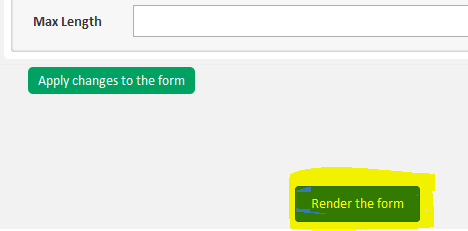 Max Length
Apply changes to the form
Render the form